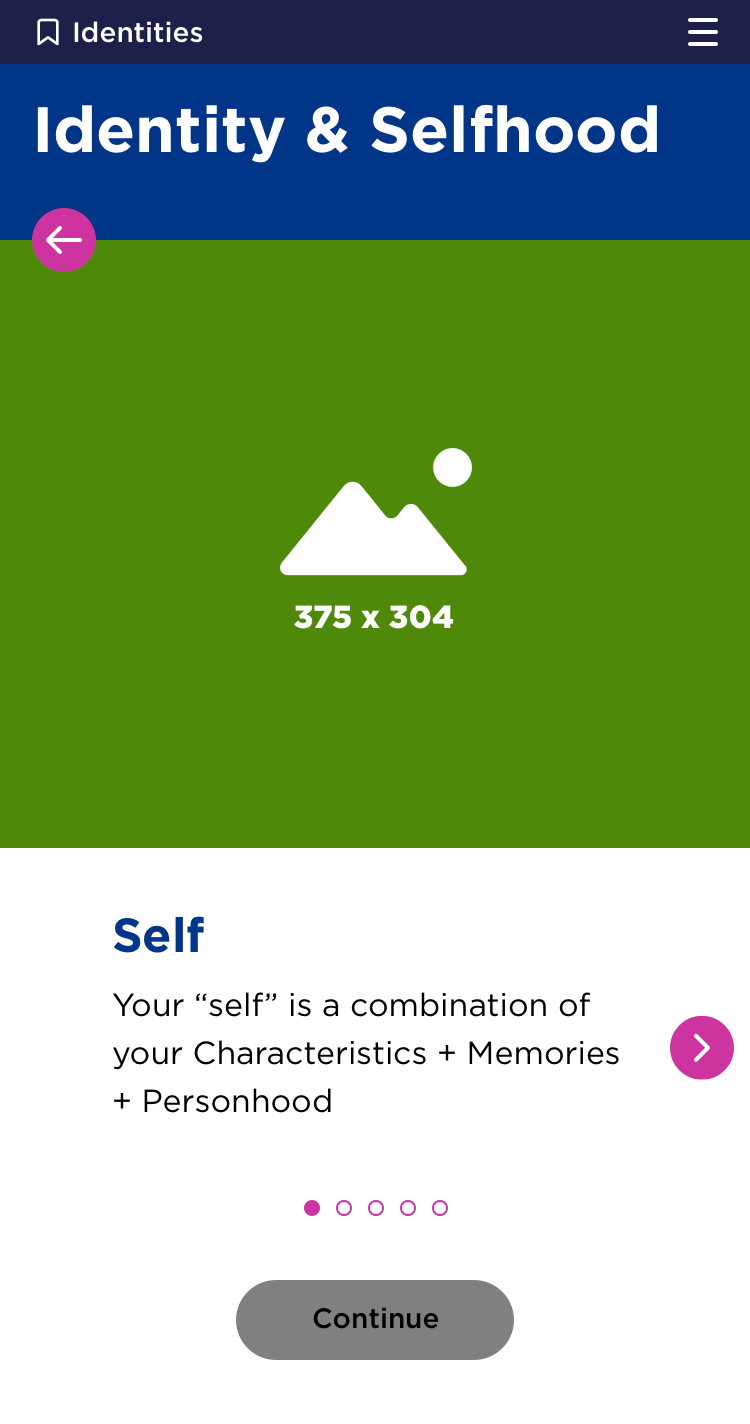 Identities
Identity & Selfhood
375 x 304
Self
Your “self” is a combination of
your Characteristics + Memories
+ Personhood
Continue